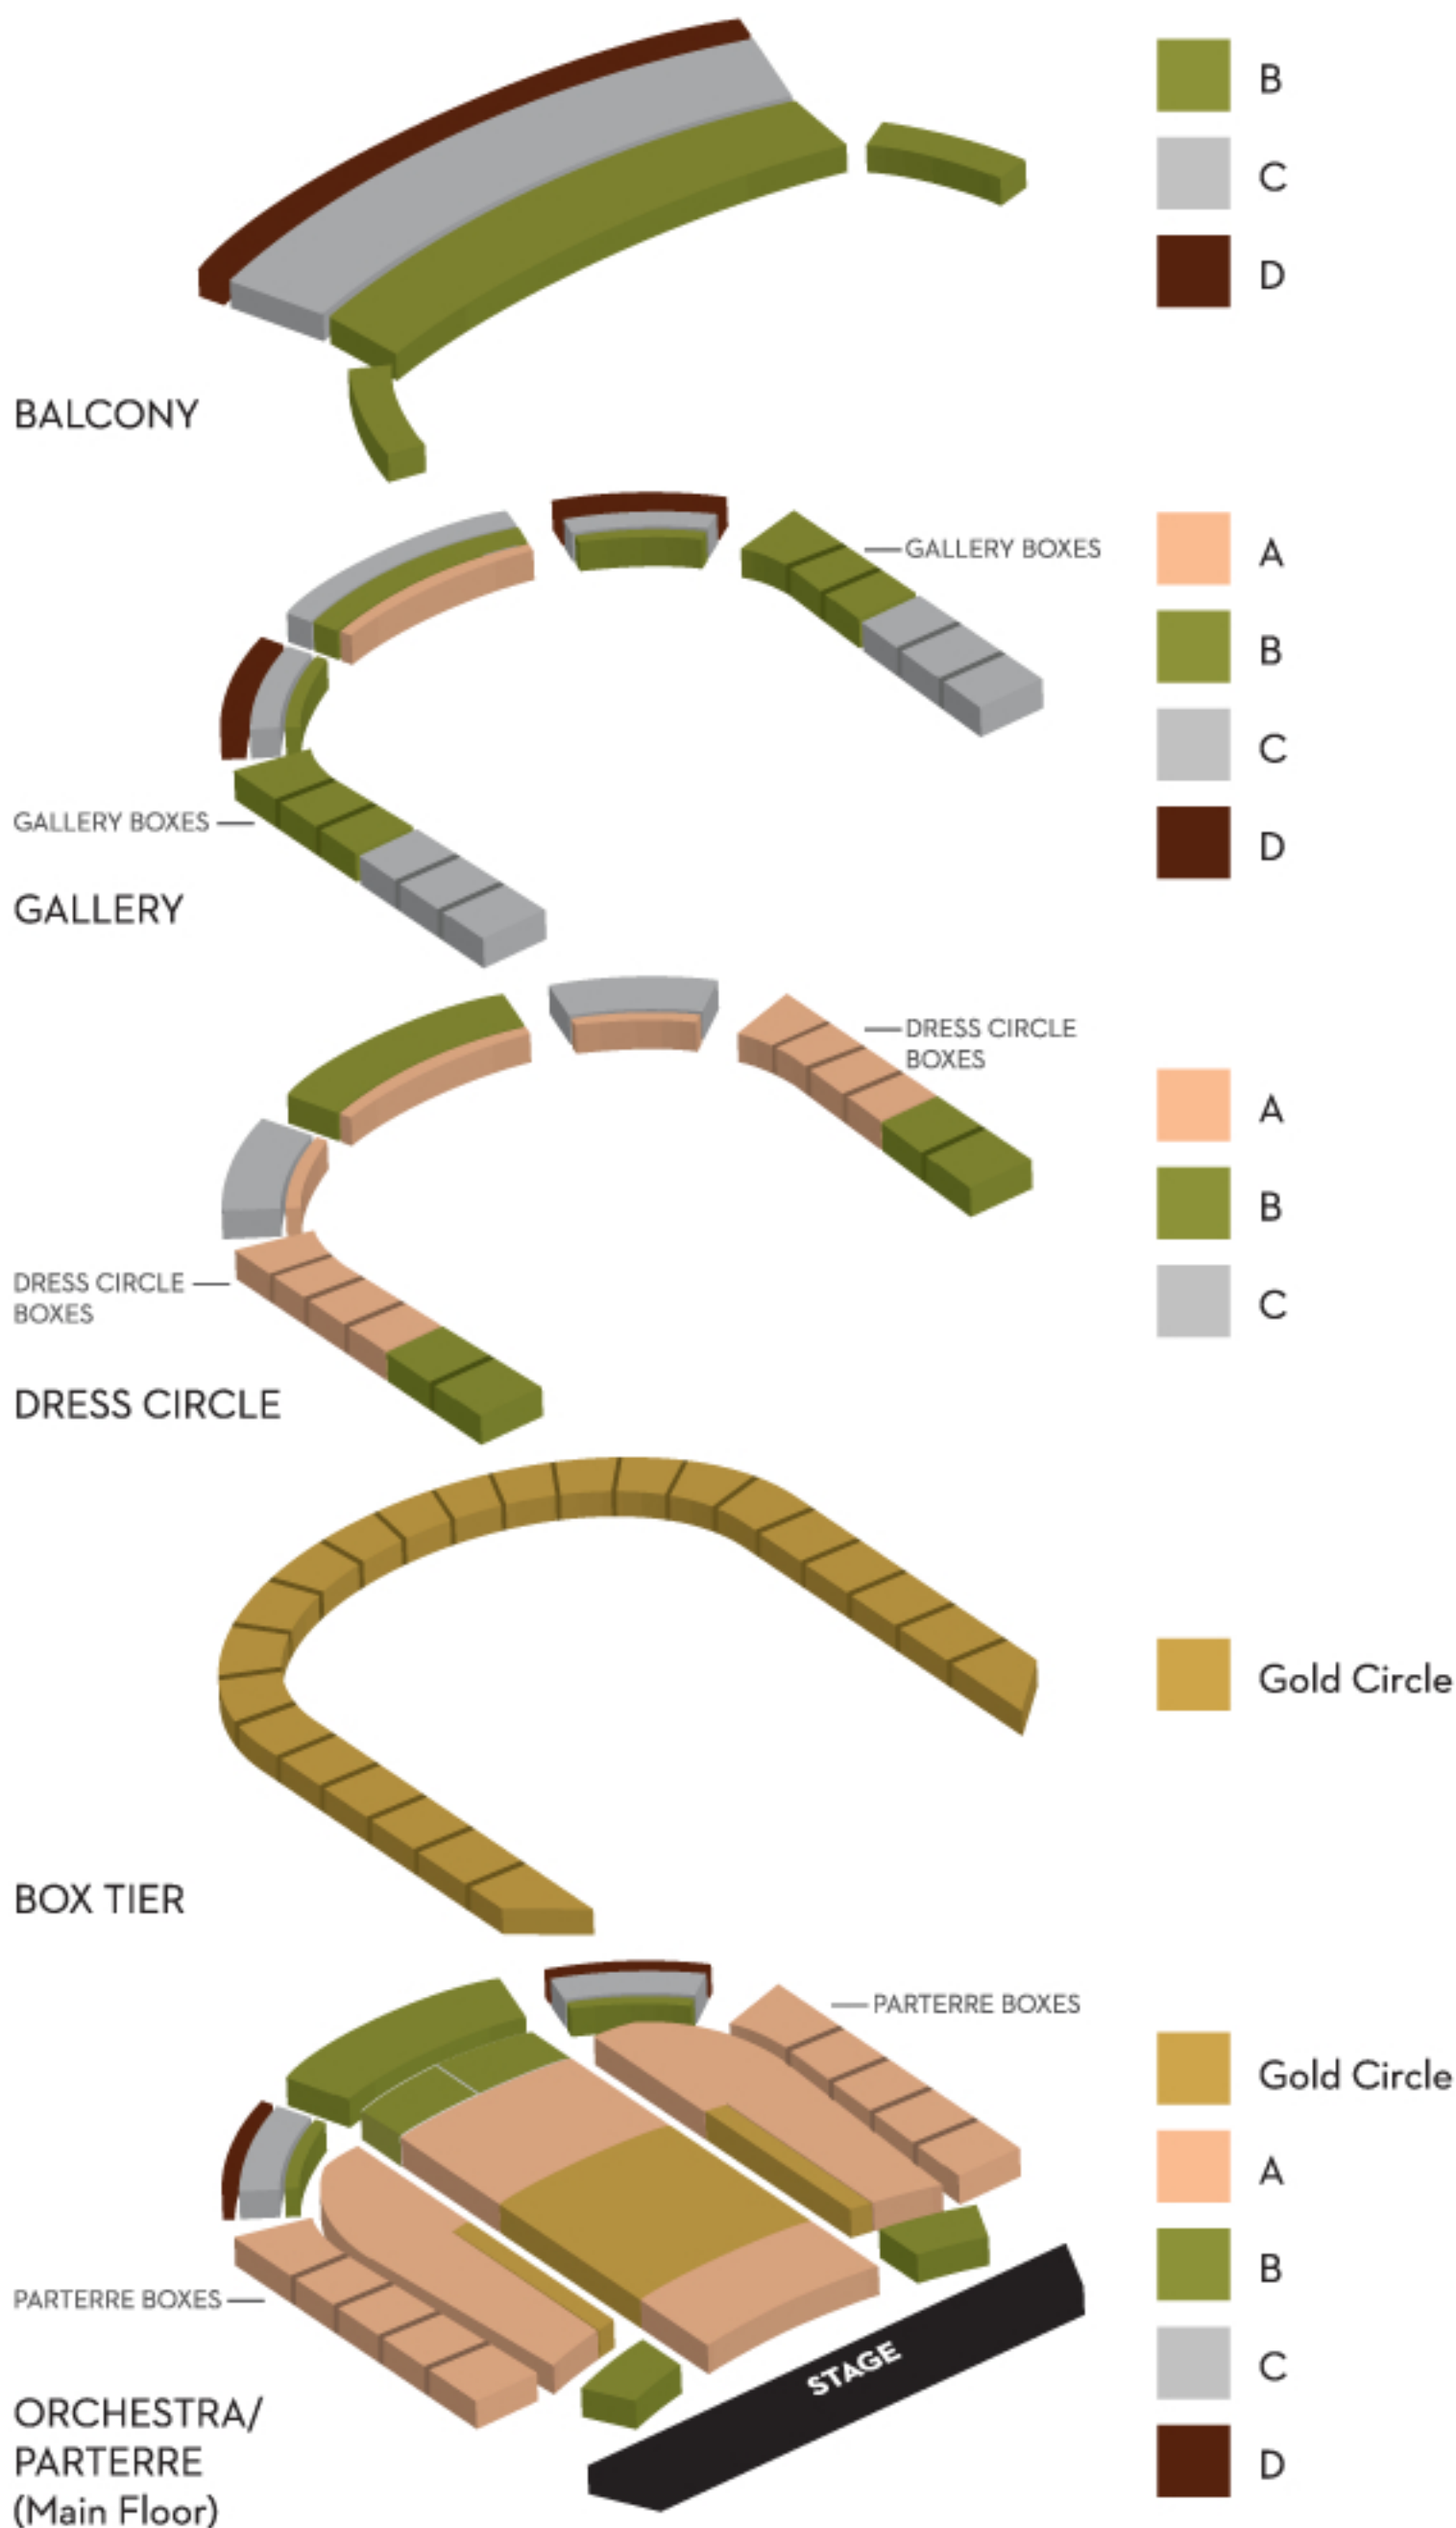 B
C
D
BALCONY
GALLERY BOXES
A
B
C
D
GALLERY BOXES
GALLERY
DRESS CIRCLE
BOXES
A
B
C
DRESS CIRCLE
BOXES
DRESS CIRCLE
Gold Circle
BOX TIER
PARTERRE BOXES
Gold Circle
A
B
C
D
PARTERRE BOXES
STAGE
ORCHESTRA/
PARTERRE
(Main Floor)